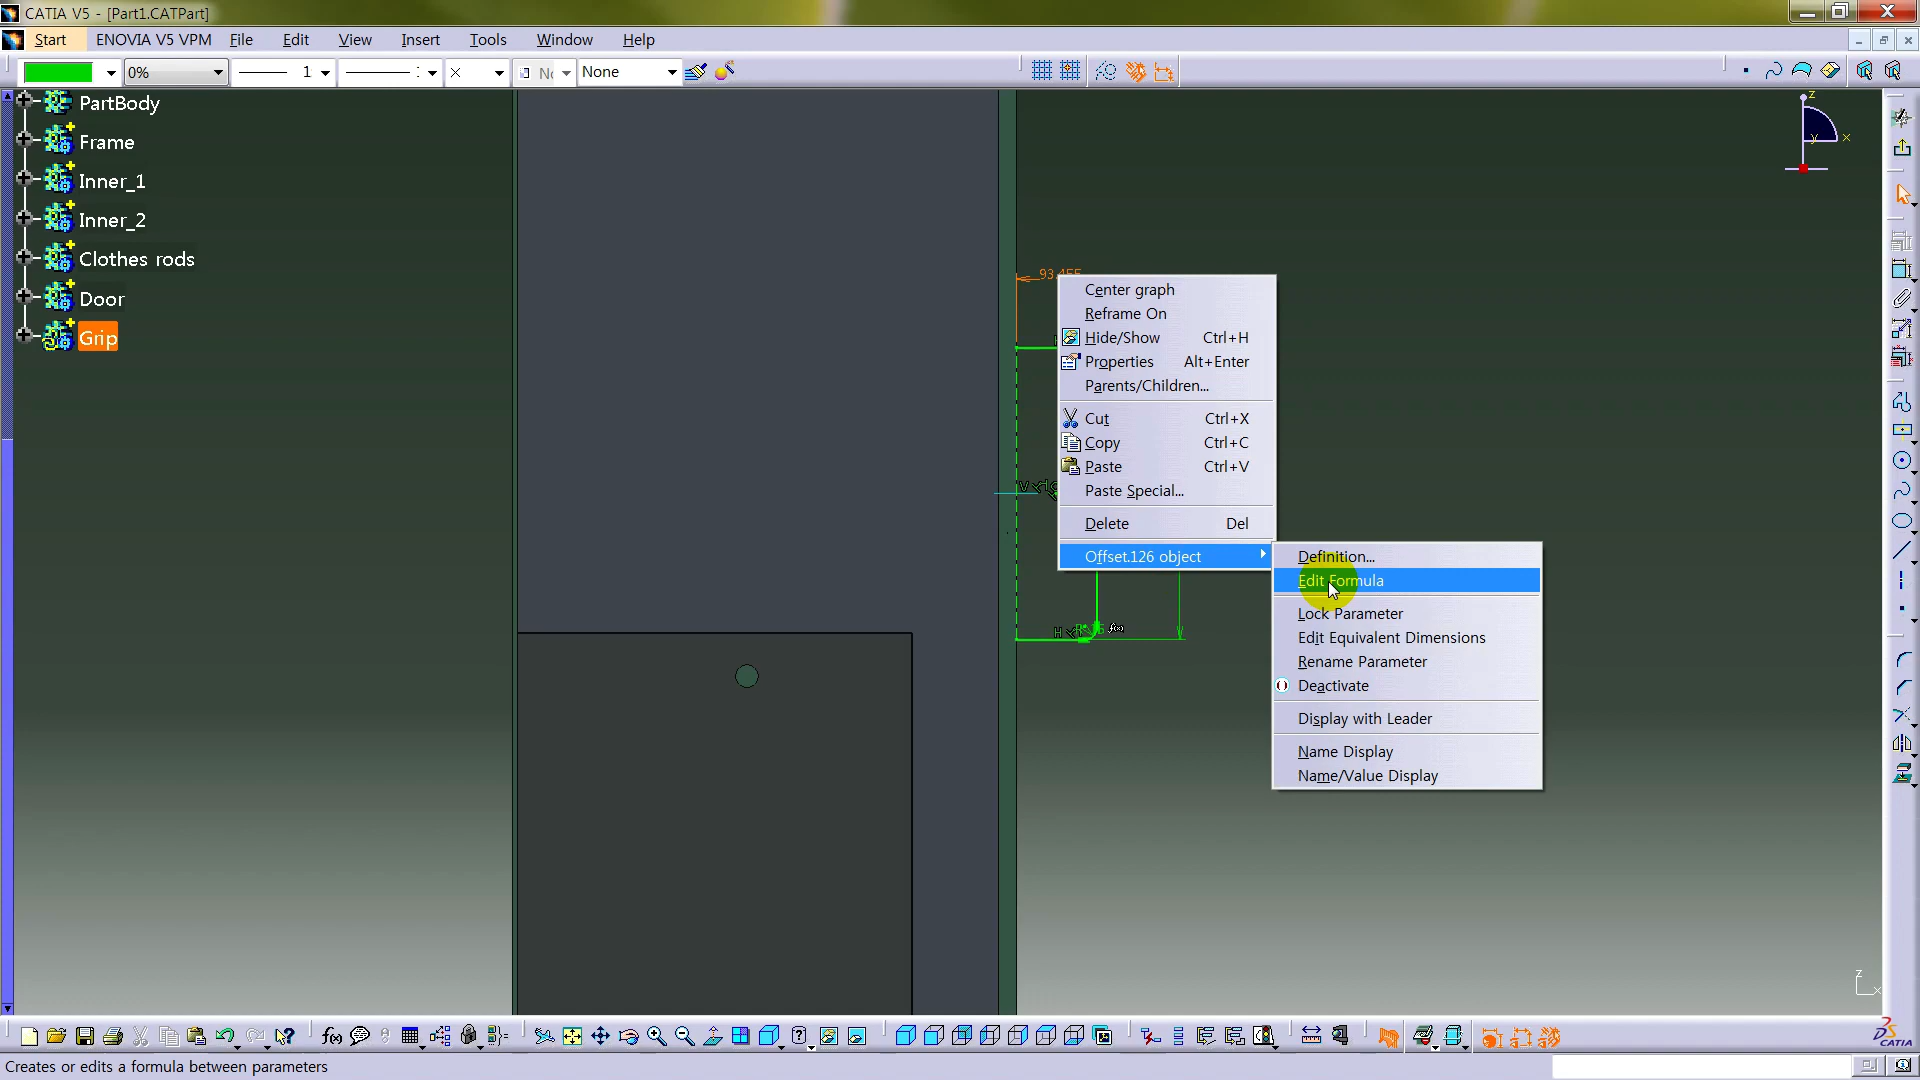 CATIA V5 - [Part1.CATPart]
Start ENOVIA V5 VPM File Edit View Insert Tools Window Help
0% 1 None
PartBody
Frame
Inner_1
Inner_2
Clothes rods
Door
Grip
z
y x
Center graph
Reframe On
Hide/Show Ctrl+H
Properties Alt+Enter
Parents/Children...
Cut Ctrl+X
Copy Ctrl+C
Paste Ctrl+V
Paste Special...
Delete Del
Offset.126 object
Definition...
Edit Formula
Lock Parameter
Edit Equivalent Dimensions
Rename Parameter
Deactivate
Display with Leader
Name Display
Name/Value Display
V
H
f(x)
z
x
CATIA
Creates or edits a formula between parameters